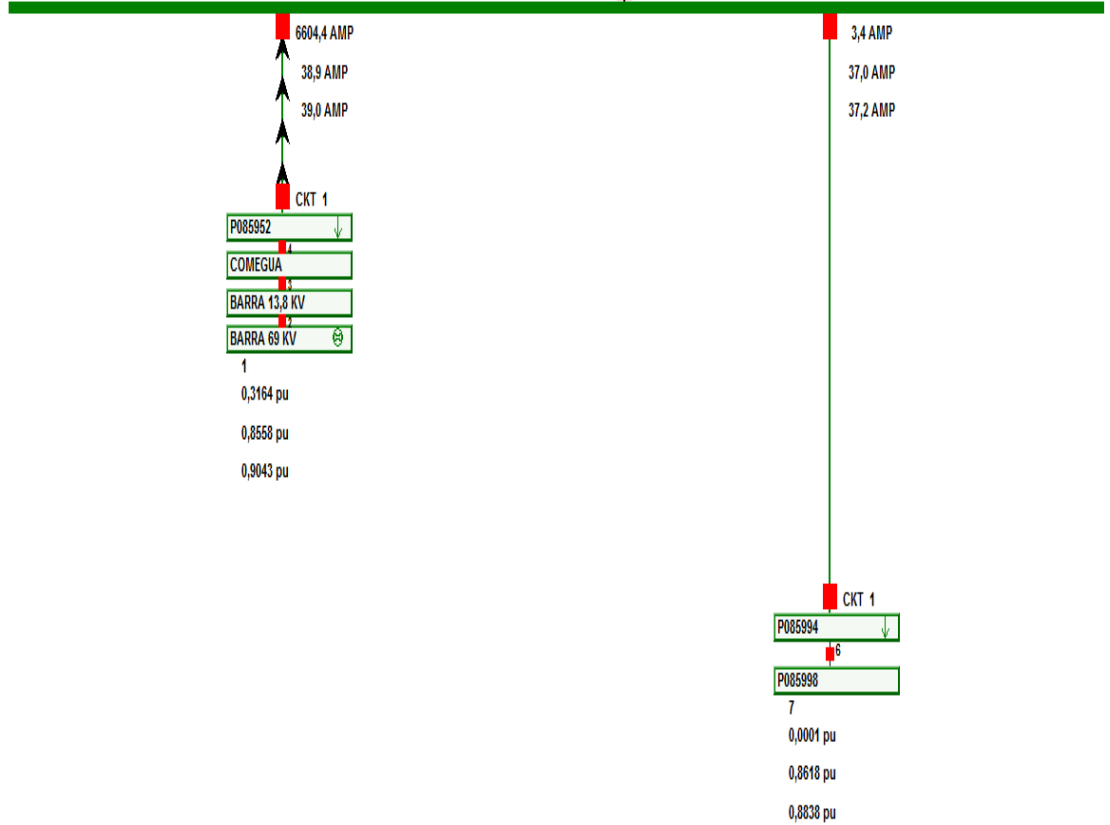 6604,4 AMP
38,9 AMP
39,0 AMP
CKT 1
P085952
4
COMEGUA
3
BARRA 13,8 KV
2
BARRA 69 KV
1
0,3164 pu
0,8558 pu
0,9043 pu
3,4 AMP
37,0 AMP
37,2 AMP
CKT 1
P085994
6
P085998
7
0,0001 pu
0,8618 pu
0,8838 pu